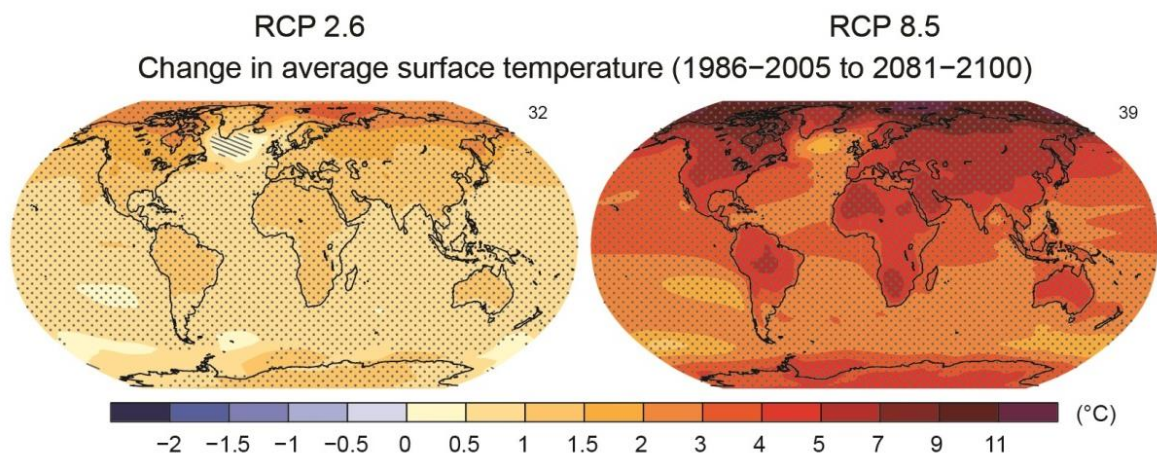 RCP 2.6 RCP 8.5
Change in average surface temperature (1986−2005 to 2081−2100)
32 39
(°C)
−2 −1.5 −1 −0.5 0 0.5 1 1.5 2 3 4 5 7 9 11